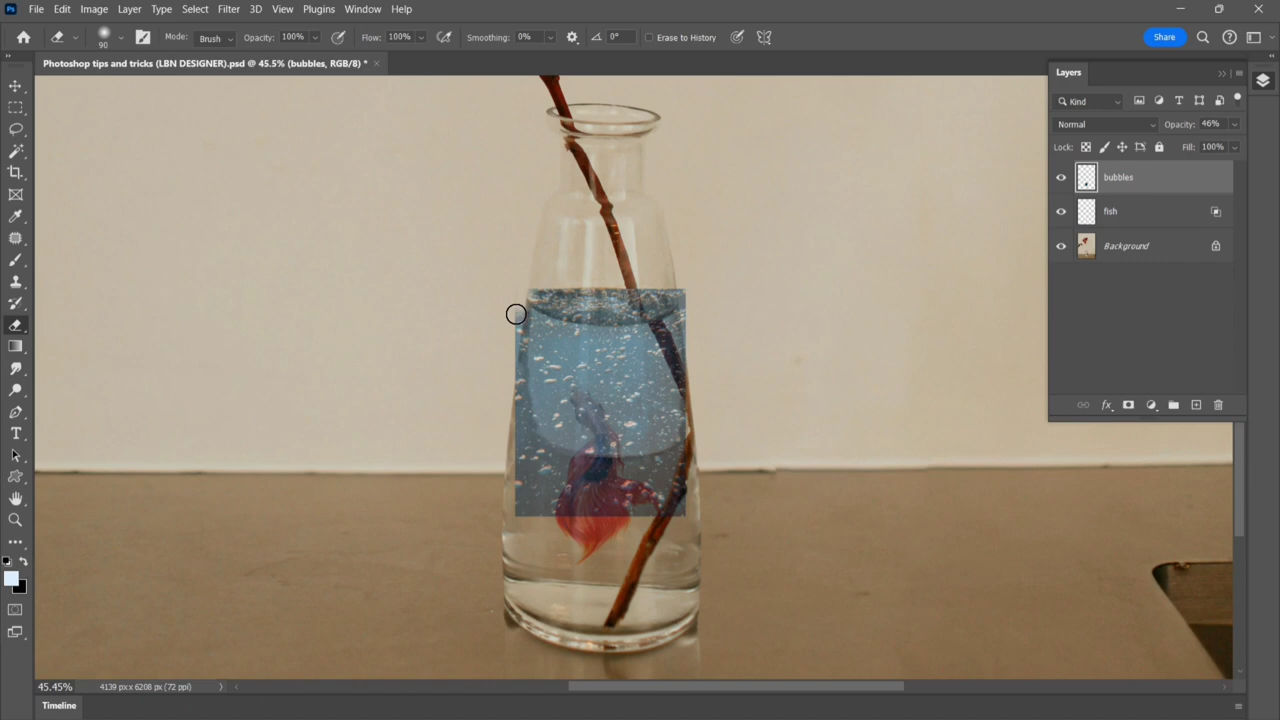 Ps File Edit Image Layer Type Select Filter 3D View Plugins Window Help
90 Mode: Brush Opacity: 100% Flow: 100% Smoothing: 0% 0° Erase to History Share
Photoshop tips and tricks (LBN DESIGNER).psd @ 45.5% (bubbles, RGB/8) *
Layers
Kind
Normal Opacity: 46%
Lock: Fill: 100%
bubbles
fish
Background
45.45% 4139 px x 6208 px (72 ppi)
Timeline